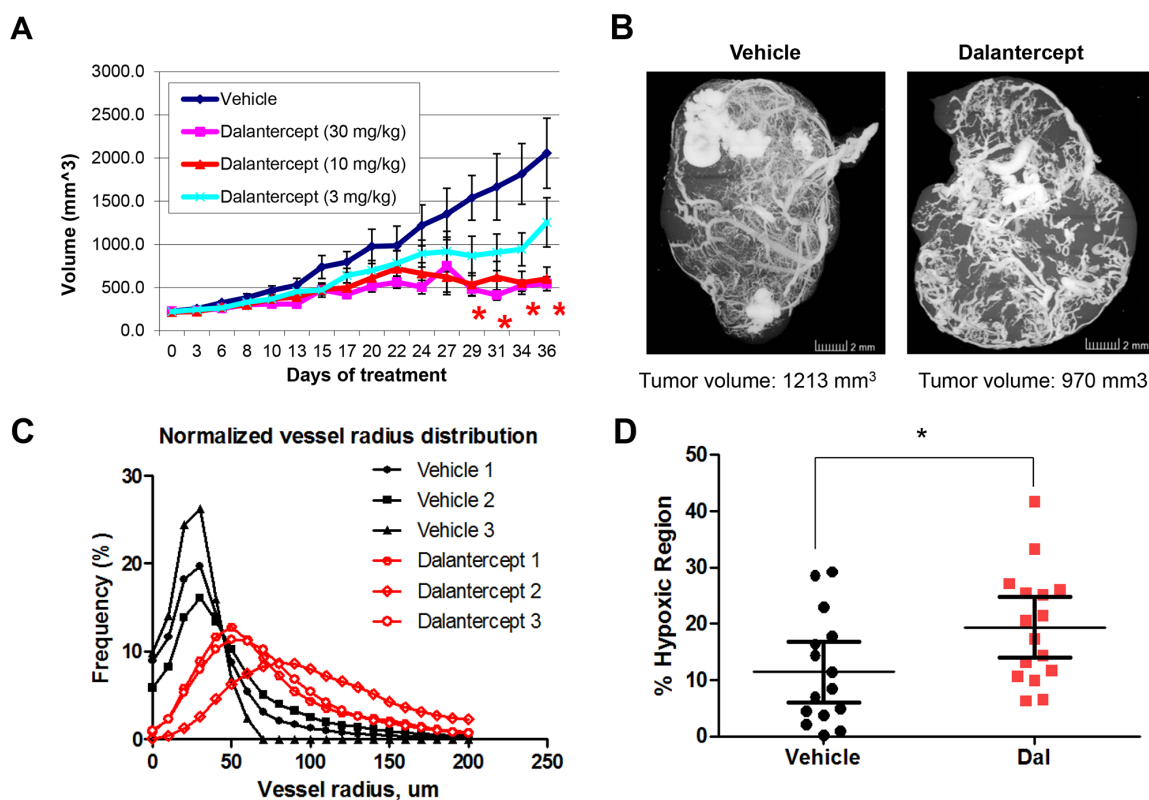 A
3000.0
2500.0
2000.0
1500.0
1000.0
500.0
0.0
Volume (mm^3)
Vehicle
Dalantercept (30 mg/kg)
Dalantercept (10 mg/kg)
Dalantercept (3 mg/kg)
* * * *
0 3 6 8 10 13 15 17 20 22 24 27 29 31 34 36
Days of treatment
B
Vehicle Dalantercept
2 mm 2 mm
Tumor volume: 1213 mm³ Tumor volume: 970 mm3
C
Normalized vessel radius distribution
30
20
10
0
Frequency (%)
Vehicle 1
Vehicle 2
Vehicle 3
Dalantercept 1
Dalantercept 2
Dalantercept 3
0 50 100 150 200 250
Vessel radius, um
D
*
50
40
30
20
10
0
% Hypoxic Region
Vehicle Dal